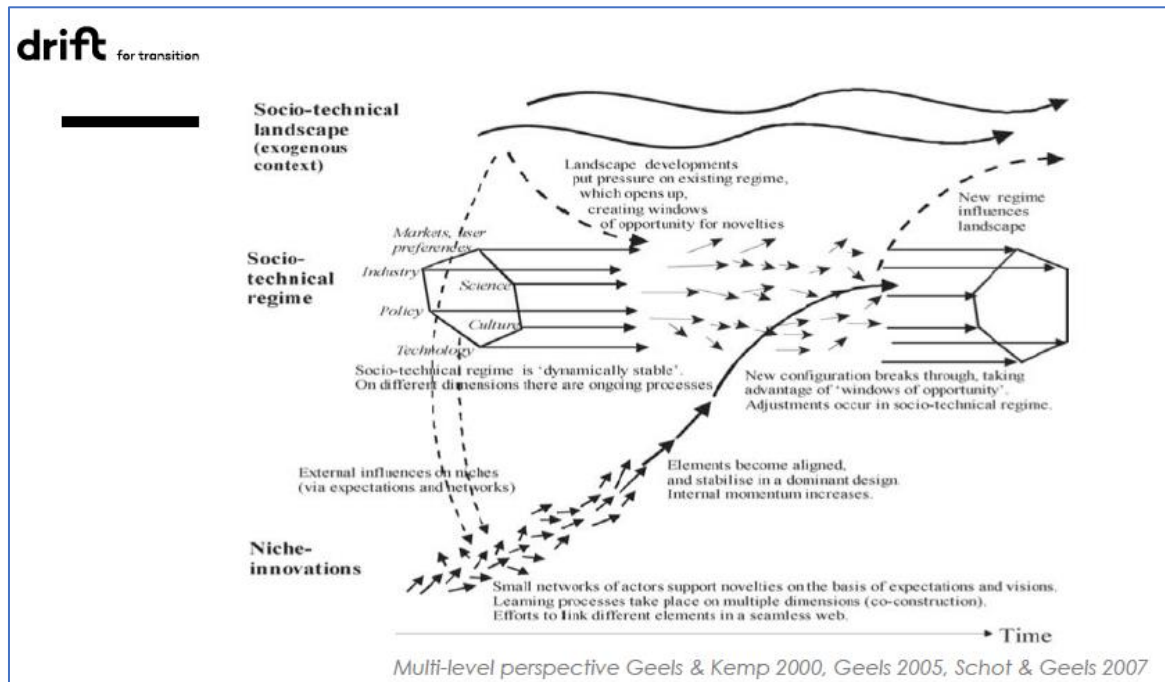 drift for transition
Socio-technical
landscape
(exogenous
context)
Landscape developments
put pressure on existing regime,
which opens up,
creating windows
of opportunity for novelties
New regime
influences
landscape
Markets, user
preferences
Industry
Science
Policy
Culture
Technology
Socio-
technical
regime
Socio-technical regime is 'dynamically stable'.
On different dimensions there are ongoing processes
New configuration breaks through, taking
advantage of 'windows of opportunity'.
Adjustments occur in socio-technical regime.
External influences on niches
(via expectations and networks)
Elements become aligned,
and stabilise in a dominant design.
Internal momentum increases.
Niche-
innovations
Small networks of actors support novelties on the basis of expectations and visions.
Learning processes take place on multiple dimensions (co-construction).
Efforts to link different elements in a seamless web.
Time
Multi-level perspective Geels & Kemp 2000, Geels 2005, Schot & Geels 2007